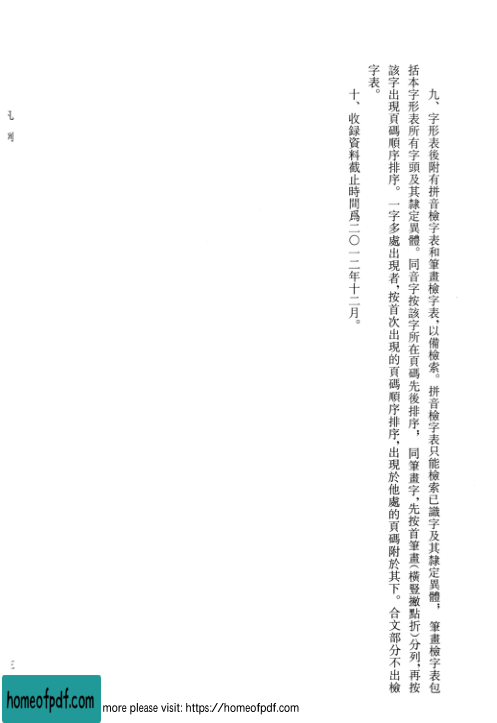 九、字形表後附有拼音檢字表和筆畫檢字表，以備檢索。拼音檢字表只能檢索已識字及其隸定異體；筆畫檢字表包
括本字形表所有字頭及其隸定異體。同音字按該字所在頁碼先後排序；同筆畫字，先按首筆畫（橫豎撇點折）分列，再按
該字出現頁碼順序排序。一字多處出現者，按首次出現的頁碼順序排序，出現於他處的頁碼附於其下。合文部分不出檢
字表。
十、收録資料截止時間爲二〇一二年十二月。
三
homeofpdf.com
more please visit: https://homeofpdf.com